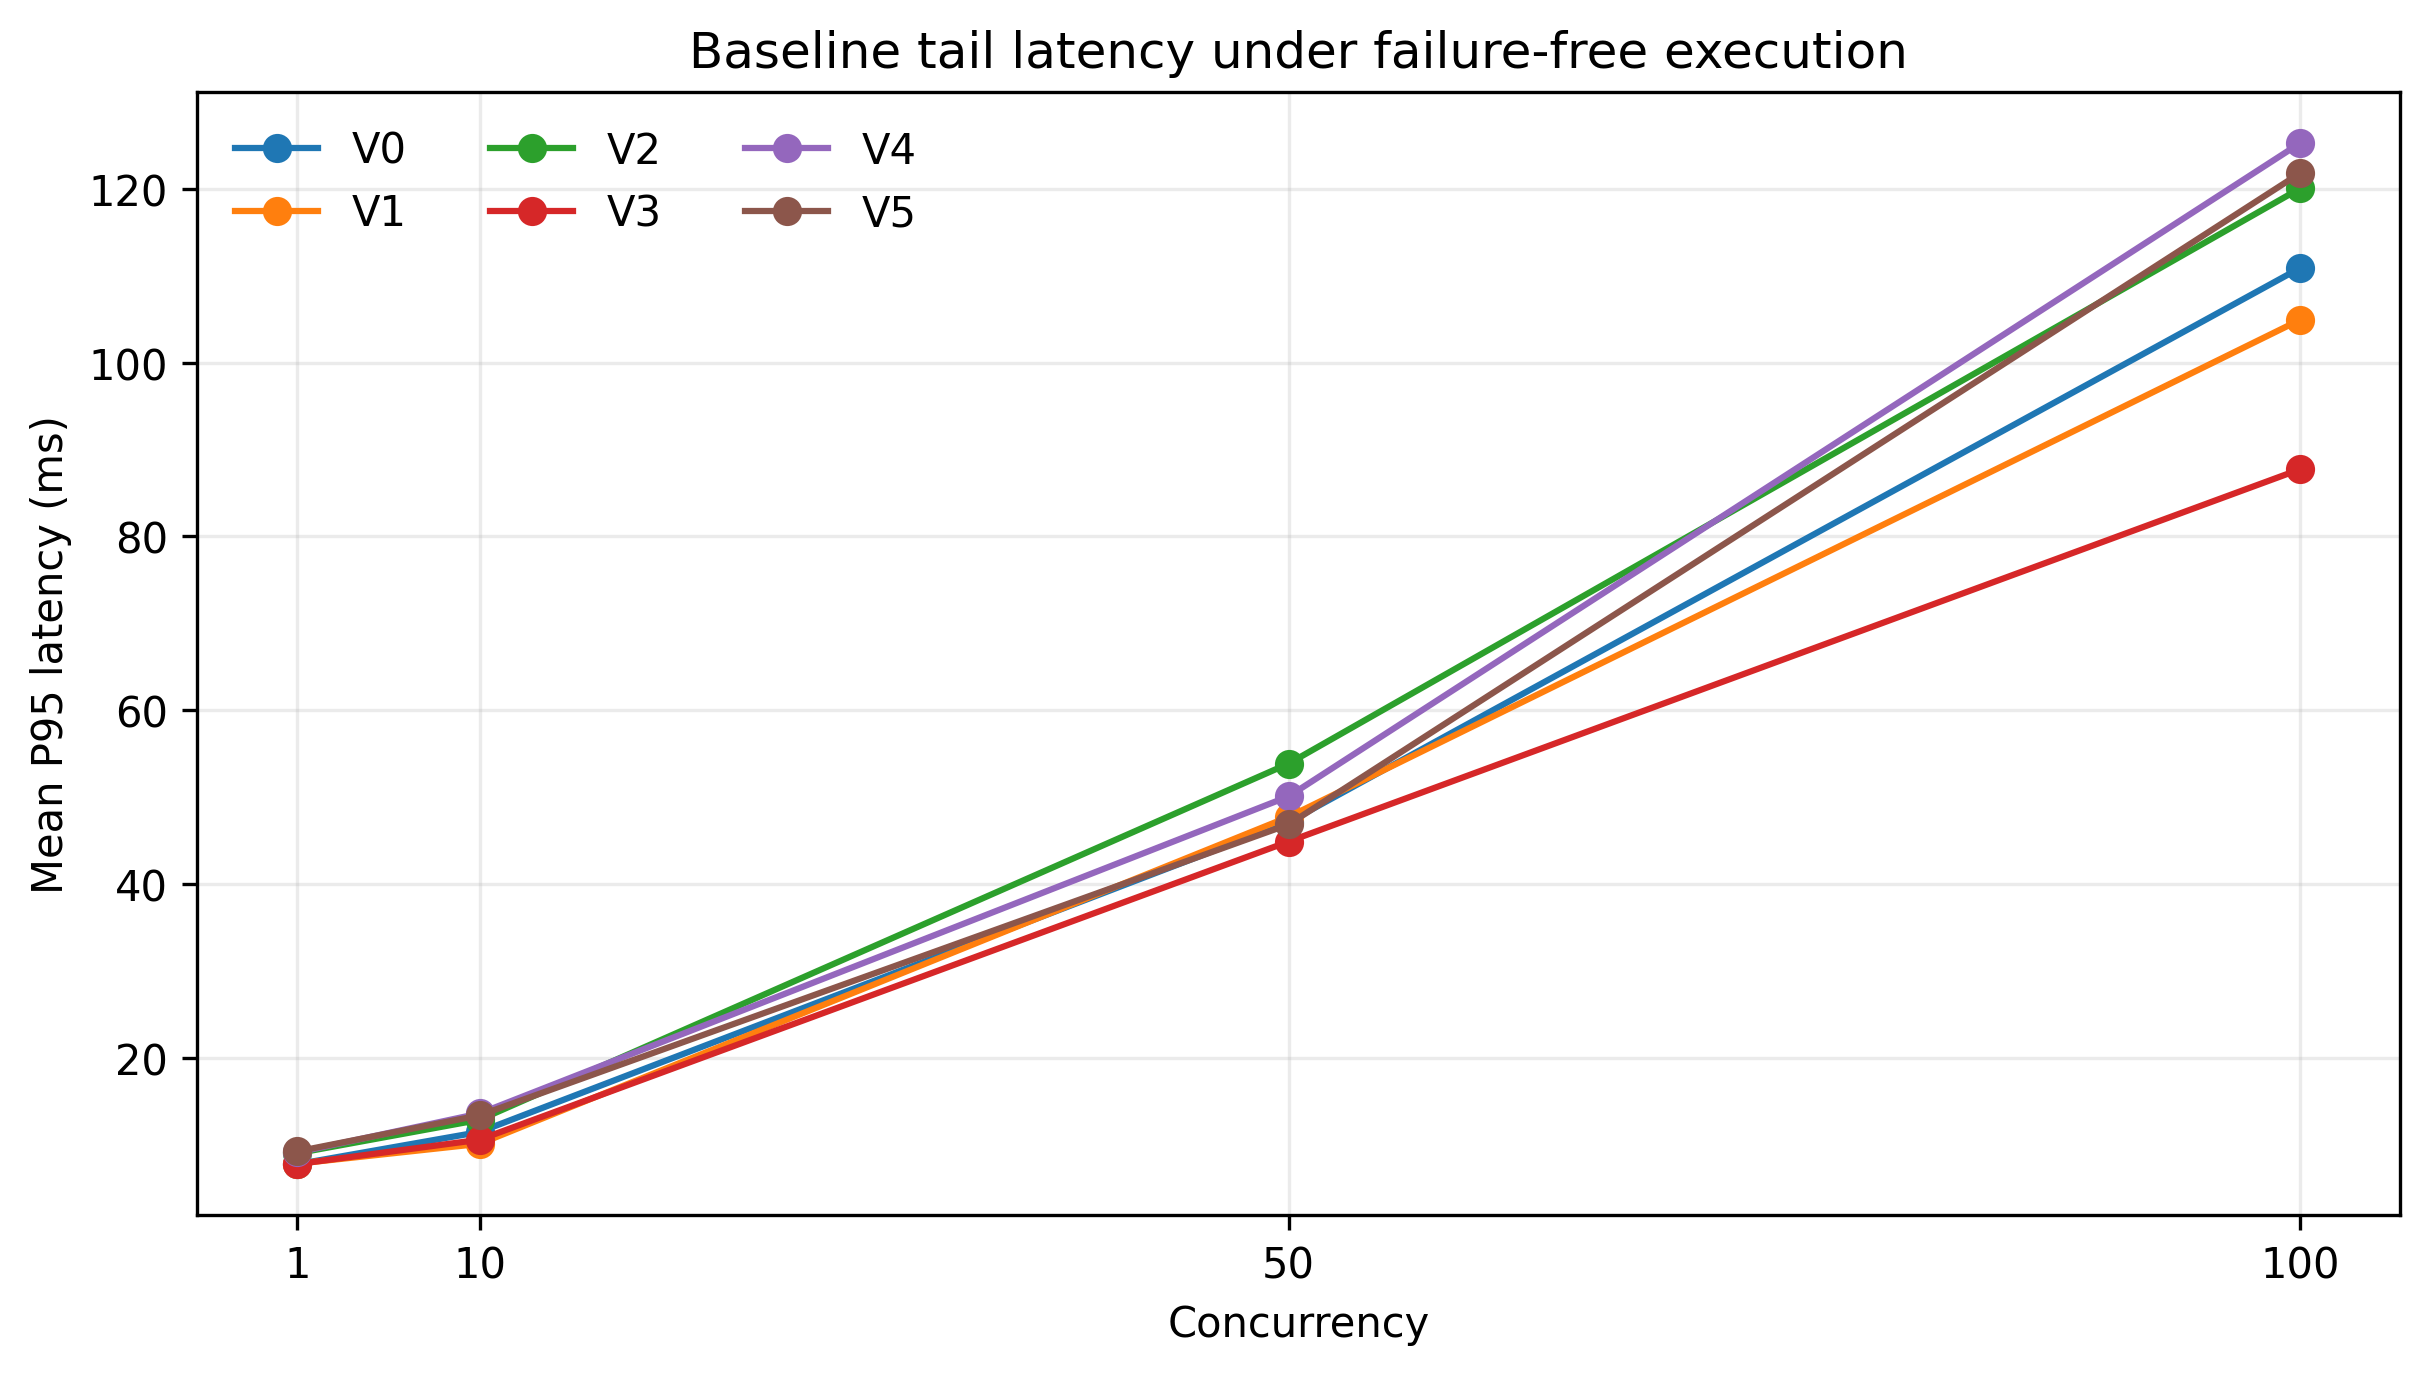 Baseline tail latency under failure-free execution
V0 V2 V4
V1 V3 V5
120
100
80
60
40
20
Mean P95 latency (ms)
1 10 50 100
Concurrency